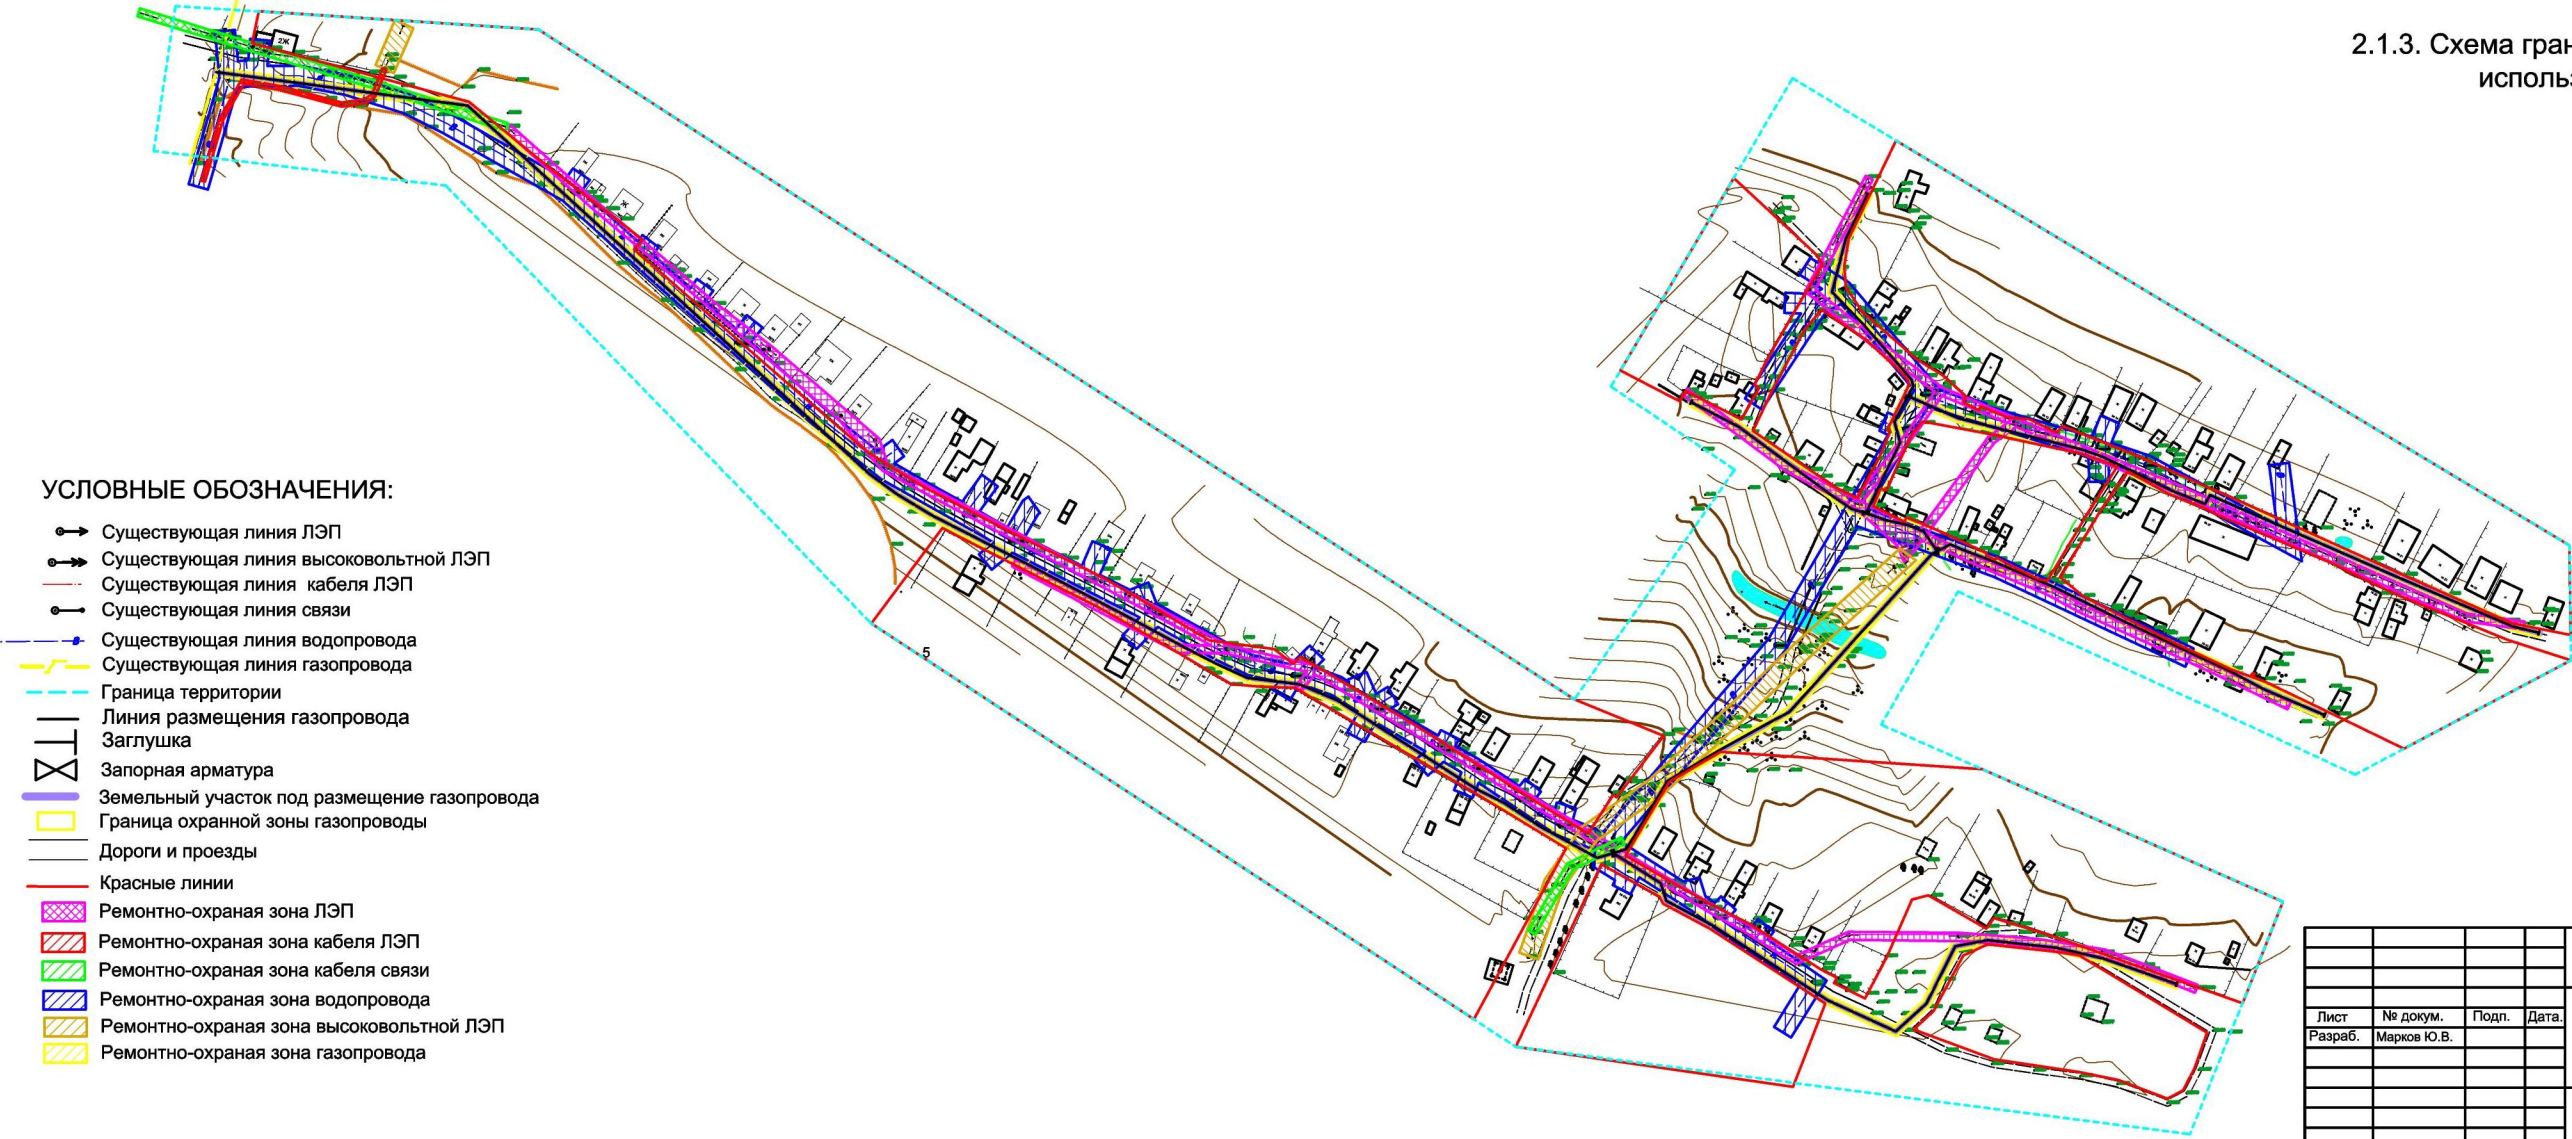 2.1.3. Схема гран
исполь
2Ж
5
УСЛОВНЫЕ ОБОЗНАЧЕНИЯ:
Существующая линия ЛЭП
Существующая линия высоковольтной ЛЭП
Существующая линия кабеля ЛЭП
Существующая линия связи
Существующая линия водопровода
Существующая линия газопровода
Граница территории
Линия размещения газопровода
Заглушка
Запорная арматура
Земельный участок под размещение газопровода
Граница охранной зоны газопроводы
Дороги и проезды
Красные линии
Ремонтно-охраная зона ЛЭП
Ремонтно-охраная зона кабеля ЛЭП
Ремонтно-охраная зона кабеля связи
Ремонтно-охраная зона водопровода
Ремонтно-охраная зона высоковольтной ЛЭП
Ремонтно-охраная зона газопровода
Лист № докум. Подп. Дата.
Разраб. Марков Ю.В.